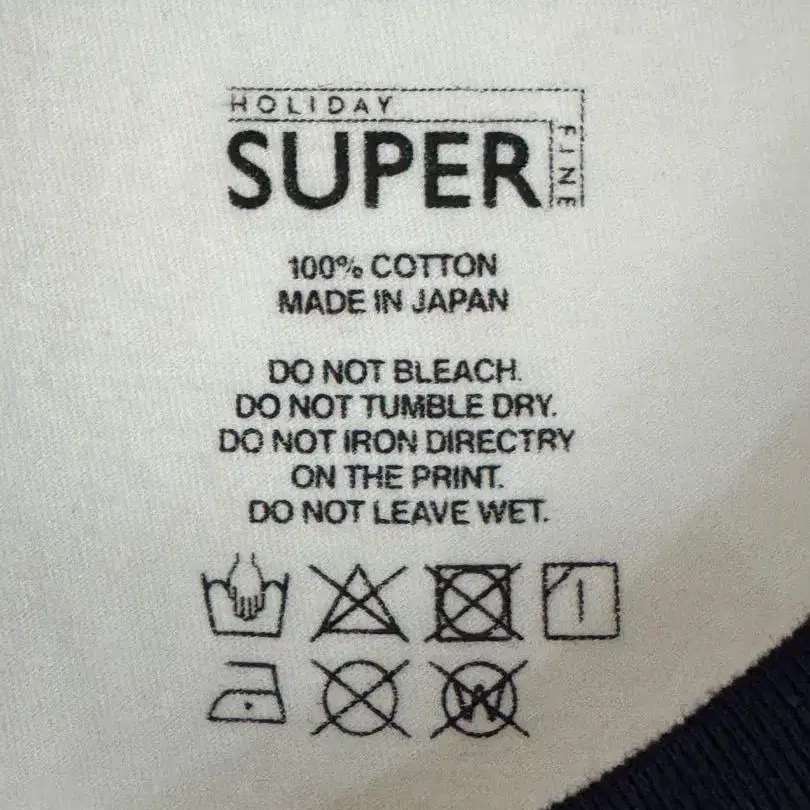 HOLIDAY
SUPER
FINE
100% COTTON
MADE IN JAPAN
DO NOT BLEACH.
DO NOT TUMBLE DRY.
DO NOT IRON DIRECTRY
ON THE PRINT.
DO NOT LEAVE WET.
W